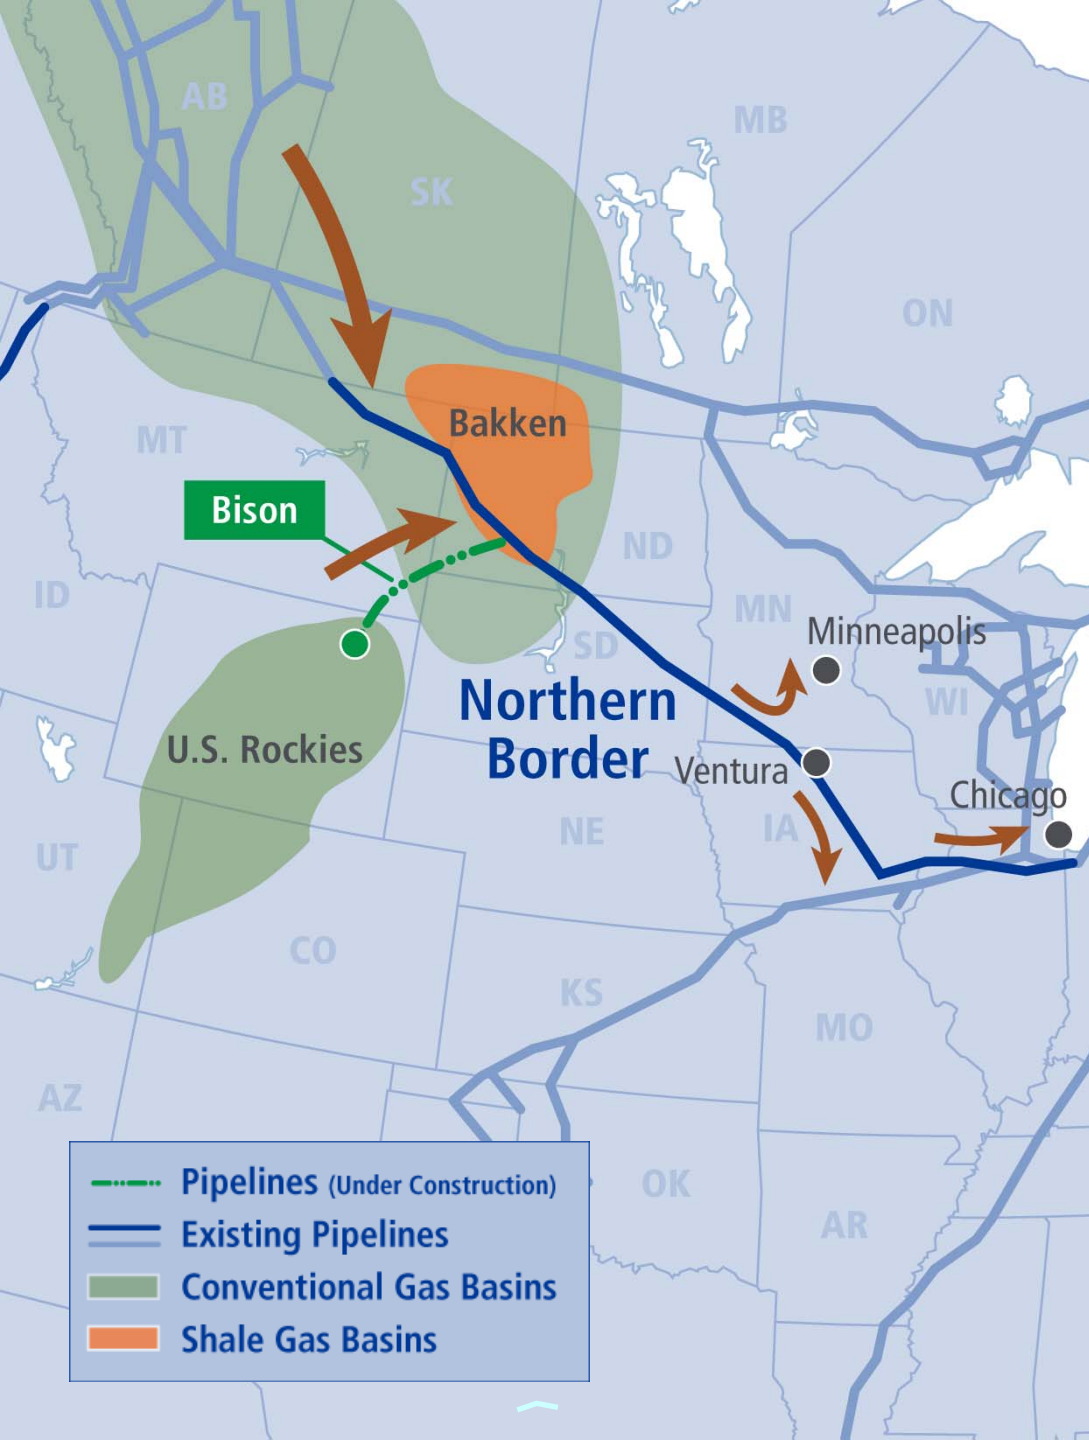 AB
MB
SK
ON
Bakken
MT
Bison
ND
ID
MN
Minneapolis
SD
Northern
Border
WI
U.S. Rockies
Ventura
Chicago
IA
NE
UT
CO
KS
MO
AZ
OK
AR
Pipelines (Under Construction)
Existing Pipelines
Conventional Gas Basins
Shale Gas Basins